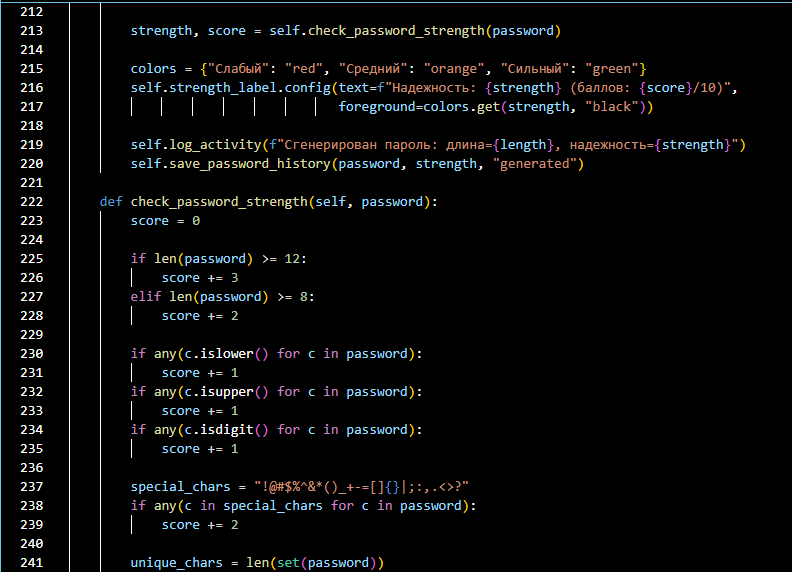 212
213 strength, score = self.check_password_strength(password)
214
215 colors = {"Слабый": "red", "Средний": "orange", "Сильный": "green"}
216 self.strength_label.config(text=f"Надежность: {strength} (баллов: {score}/10)",
217 foreground=colors.get(strength, "black"))
218
219 self.log_activity(f"Сгенерирован пароль: длина={length}, надежность={strength}")
220 self.save_password_history(password, strength, "generated")
221
222 def check_password_strength(self, password):
223 score = 0
224
225 if len(password) >= 12:
226 score += 3
227 elif len(password) >= 8:
228 score += 2
229
230 if any(c.islower() for c in password):
231 score += 1
232 if any(c.isupper() for c in password):
233 score += 1
234 if any(c.isdigit() for c in password):
235 score += 1
236
237 special_chars = "!@#$%^&*()_+-=[]{}|;:,.<>?"
238 if any(c in special_chars for c in password):
239 score += 2
240
241 unique_chars = len(set(password))